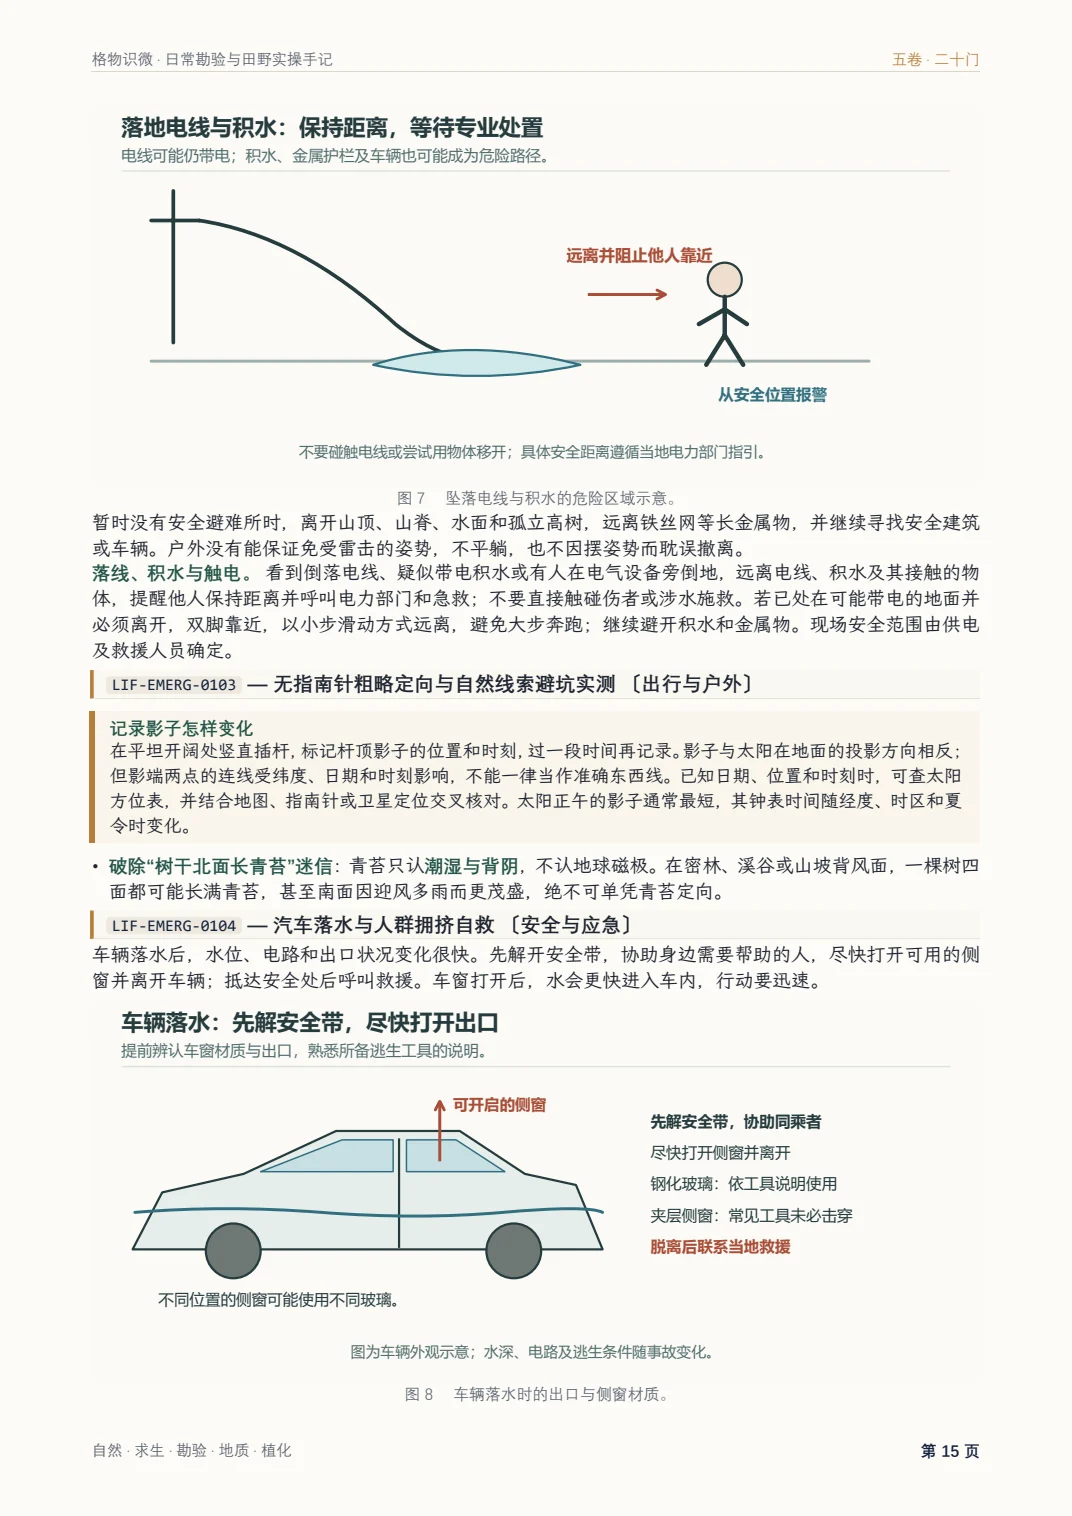 格物识微 · 日常勘验与田野实操手记
五卷 · 二十门
落地电线与积水：保持距离，等待专业处置
电线可能仍带电；积水、金属护栏及车辆也可能成为危险路径。
远离并阻止他人靠近
从安全位置报警
不要碰触电线或尝试用物体移开；具体安全距离遵循当地电力部门指引。
图 7 坠落电线与积水的危险区域示意。
暂时没有安全避难所时，离开山顶、山脊、水面和孤立高树，远离铁丝网等长金属物，并继续寻找安全建筑
或车辆。户外没有能保证免受雷击的姿势，不平躺，也不因摆姿势而耽误撤离。
落线、积水与触电。 看到倒落电线、疑似带电积水或有人在电气设备旁倒地，远离电线、积水及其接触的物
体，提醒他人保持距离并呼叫电力部门和急救；不要直接触碰伤者或涉水施救。若已处在可能带电的地面并
必须离开，双脚靠近，以小步滑动方式远离，避免大步奔跑；继续避开积水和金属物。现场安全范围由供电
及救援人员确定。
LIF-EMERG-0103 — 无指南针粗略定向与自然线索避坑实测 〔出行与户外〕
记录影子怎样变化
在平坦开阔处竖直插杆，标记杆顶影子的位置和时刻，过一段时间再记录。影子与太阳在地面的投影方向相反；
但影端两点的连线受纬度、日期和时刻影响，不能一律当作准确东西线。已知日期、位置和时刻时，可查太阳
方位表，并结合地图、指南针或卫星定位交叉核对。太阳正午的影子通常最短，其钟表时间随经度、时区和夏
令时变化。
• 破除“树干北面长青苔”迷信：青苔只认潮湿与背阴，不认地球磁极。在密林、溪谷或山坡背风面，一棵树四
面都可能长满青苔，甚至南面因迎风多雨而更茂盛，绝不可单凭青苔定向。
LIF-EMERG-0104 — 汽车落水与人群拥挤自救 〔安全与应急〕
车辆落水后，水位、电路和出口状况变化很快。先解开安全带，协助身边需要帮助的人，尽快打开可用的侧
窗并离开车辆；抵达安全处后呼叫救援。车窗打开后，水会更快进入车内，行动要迅速。
车辆落水：先解安全带，尽快打开出口
提前辨认车窗材质与出口，熟悉所备逃生工具的说明。
可开启的侧窗
先解安全带，协助同乘者
尽快打开侧窗并离开
钢化玻璃：依工具说明使用
夹层侧窗：常见工具未必击穿
脱离后联系当地救援
不同位置的侧窗可能使用不同玻璃。
图为车辆外观示意；水深、电路及逃生条件随事故变化。
图 8 车辆落水时的出口与侧窗材质。
自然 · 求生 · 勘验 · 地质 · 植化
第 15 页